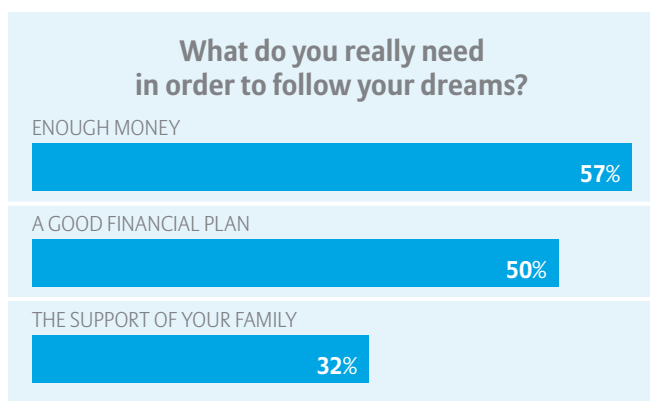 What do you really need
in order to follow your dreams?
ENOUGH MONEY
57%
A GOOD FINANCIAL PLAN
50%
THE SUPPORT OF YOUR FAMILY
32%